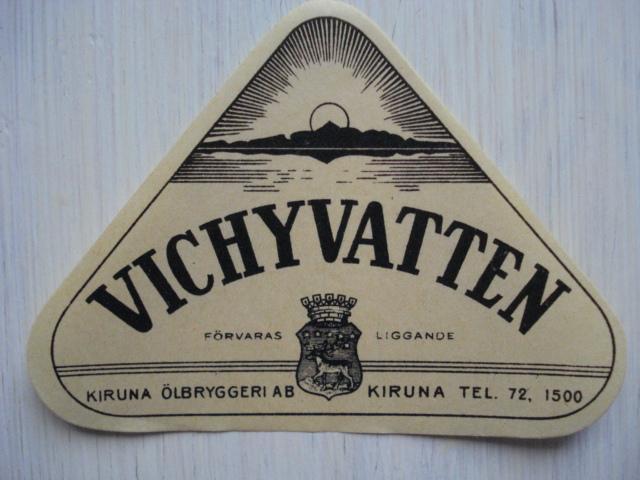 VICHYVATTEN
FÖRVARAS LIGGANDE
KIRUNA ÖLBRYGGERI AB KIRUNA TEL. 72, 1500